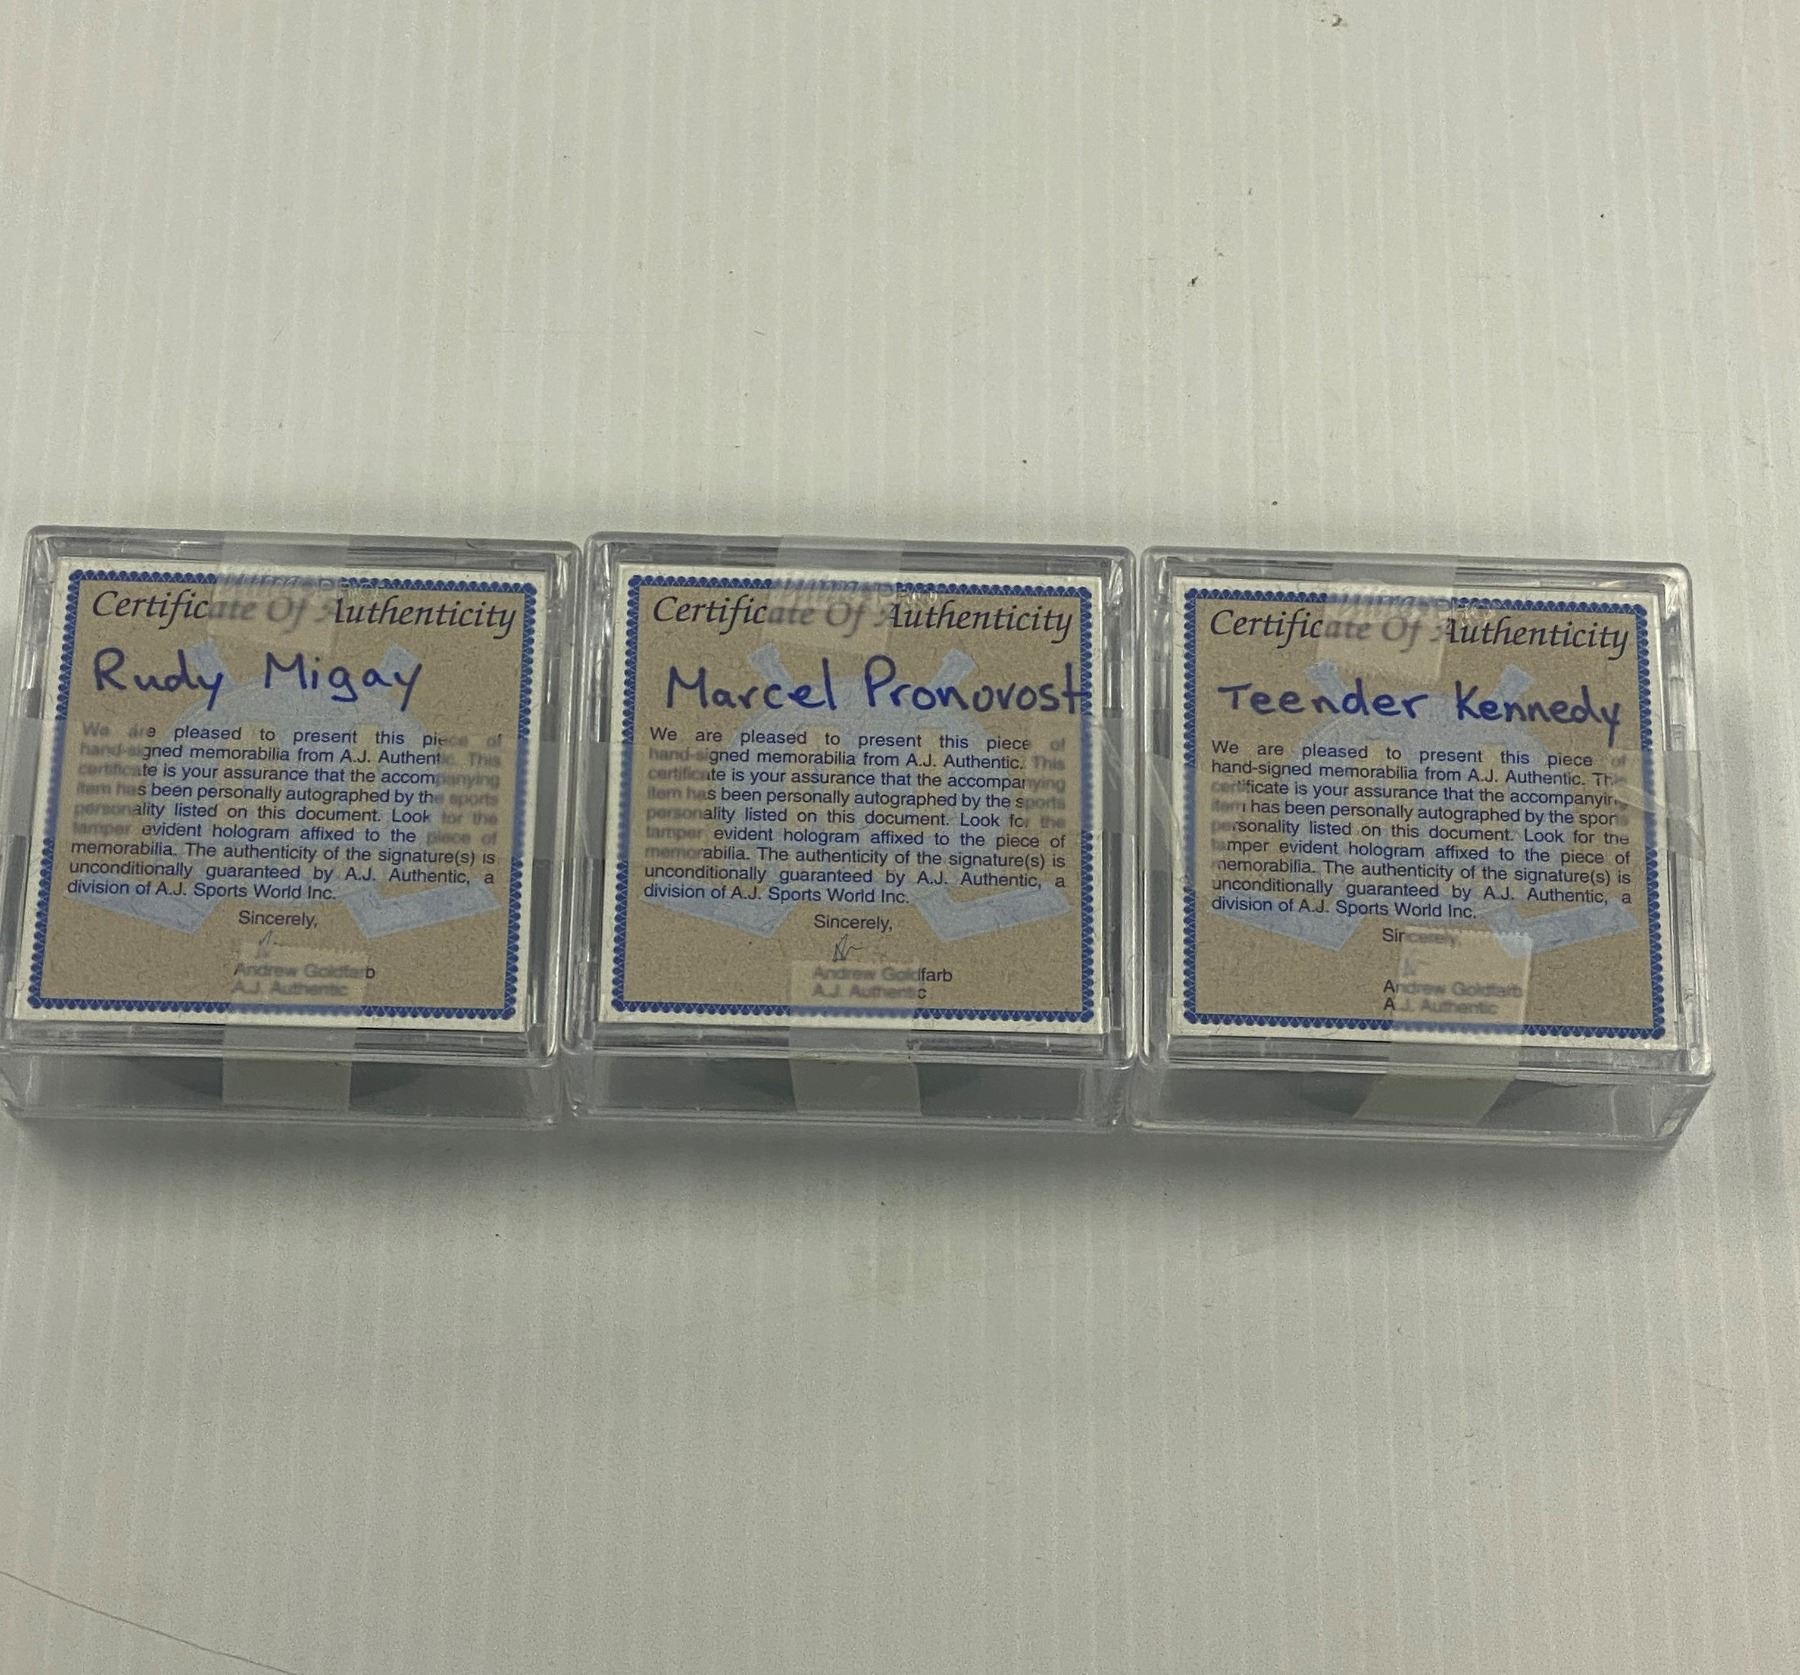 Certificate Of Authenticity
Rudy Migay
We are pleased to present this piece of
hand-signed memorabilia from A.J. Authentic. This
certificate is your assurance that the accompanying
item has been personally autographed by the sports
personality listed on this document. Look for the
tamper evident hologram affixed to the piece of
memorabilia. The authenticity of the signature(s) is
unconditionally guaranteed by A.J. Authentic, a
division of A.J. Sports World Inc.
Sincerely,
Andrew Goldfarb
A.J. Authentic
Certificate Of Authenticity
Marcel Pronovost
We are pleased to present this piece of
hand-signed memorabilia from A.J. Authentic. This
certificate is your assurance that the accompanying
item has been personally autographed by the sports
personality listed on this document. Look for the
tamper evident hologram affixed to the piece of
memorabilia. The authenticity of the signature(s) is
unconditionally guaranteed by A.J. Authentic, a
division of A.J. Sports World Inc.
Sincerely,
Andrew Goldfarb
A.J. Authentic
Certificate Of Authenticity
Teender Kennedy
We are pleased to present this piece of
hand-signed memorabilia from A.J. Authentic. This
certificate is your assurance that the accompanying
item has been personally autographed by the sports
personality listed on this document. Look for the
tamper evident hologram affixed to the piece of
memorabilia. The authenticity of the signature(s) is
unconditionally guaranteed by A.J. Authentic, a
division of A.J. Sports World Inc.
Sincerely,
Andrew Goldfarb
A.J. Authentic